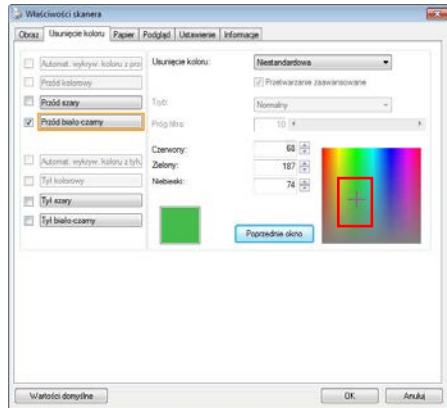 Właściwości skanera
Obraz Usunięcie koloru Papier Podgląd Ustawienie Informacje
Automat. wykryw. koloru z prz
Przód kolorowy
Przód szary
Przód biało-czarny
Automat. wykryw. koloru z tyłu
Tył kolorowy
Tył szary
Tył biało-czarny
Usunięcie koloru: Niestandardowa
Przetwarzanie zaawansowane
Tryb: Normalny
Próg filtra: 10
Czerwony: 68
Zielony: 187
Niebieski: 74
Poprzednie okno
Wartości domyślne OK Anuluj